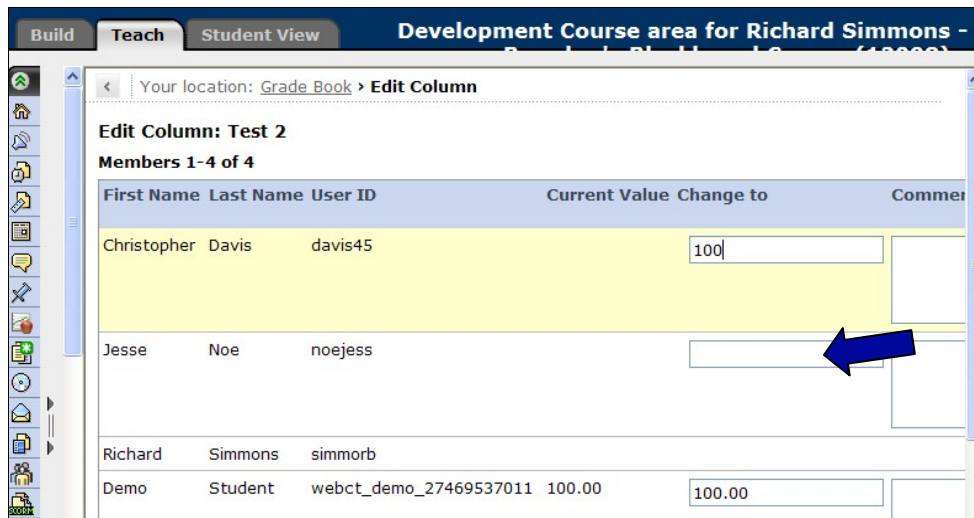 Build Teach Student View Development Course area for Richard Simmons -
Your location: Grade Book › Edit Column
Edit Column: Test 2
Members 1-4 of 4
First Name Last Name User ID Current Value Change to
Christopher Davis davis45 100
Jesse Noe noejess
Richard Simmons simmorb
Demo Student webct_demo_27469537011 100.00 100.00
SCORM